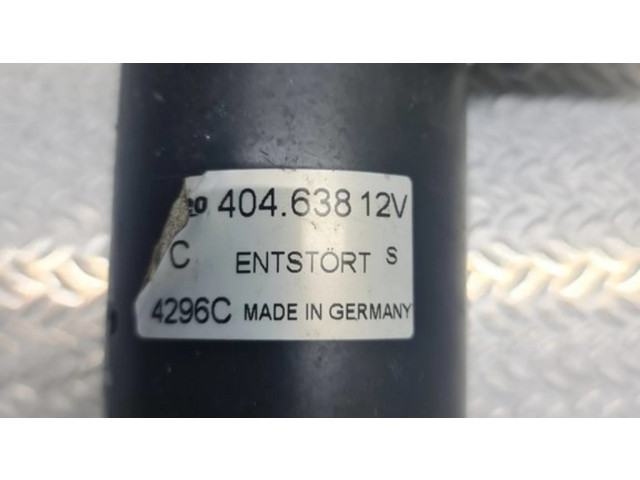 404.638 12V
C ENTSTÖRT S
4296C MADE IN GERMANY